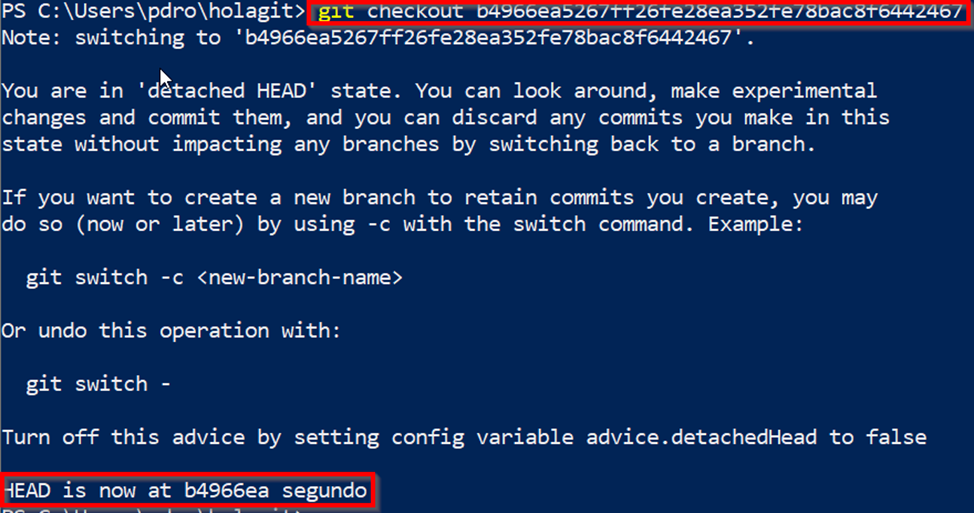 PS C:\Users\pdro\holagit> git checkout b4966ea5267ff26fe28ea352fe78bac8f6442467
Note: switching to 'b4966ea5267ff26fe28ea352fe78bac8f6442467'.
You are in 'detached HEAD' state. You can look around, make experimental
changes and commit them, and you can discard any commits you make in this
state without impacting any branches by switching back to a branch.
If you want to create a new branch to retain commits you create, you may
do so (now or later) by using -c with the switch command. Example:
git switch -c <new-branch-name>
Or undo this operation with:
git switch -
Turn off this advice by setting config variable advice.detachedHead to false
HEAD is now at b4966ea segundo
PS C:\Users\pdro\holagit>